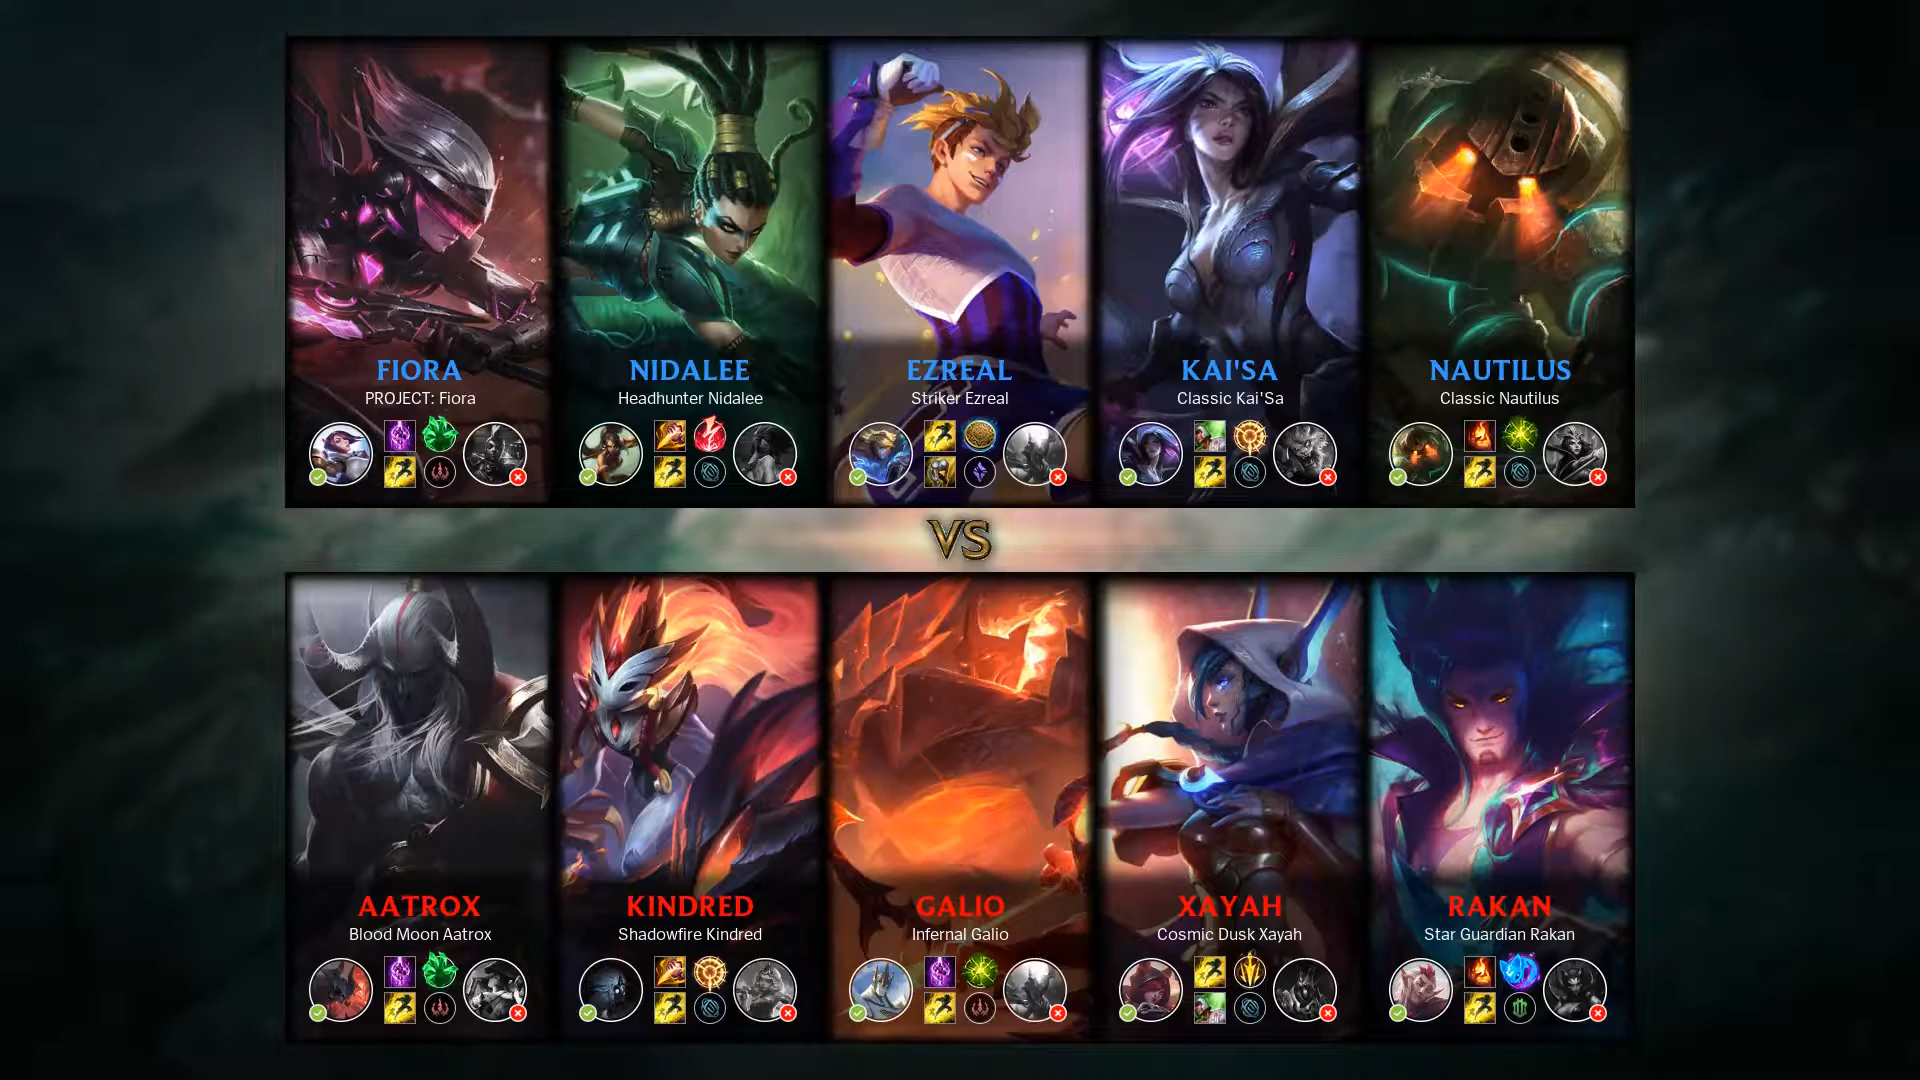 FIORA
PROJECT: Fiora
NIDALEE
Headhunter Nidalee
EZREAL
Striker Ezreal
KAI'SA
Classic Kai'Sa
NAUTILUS
Classic Nautilus
VS
AATROX
Blood Moon Aatrox
KINDRED
Shadowfire Kindred
GALIO
Infernal Galio
XAYAH
Cosmic Dusk Xayah
RAKAN
Star Guardian Rakan